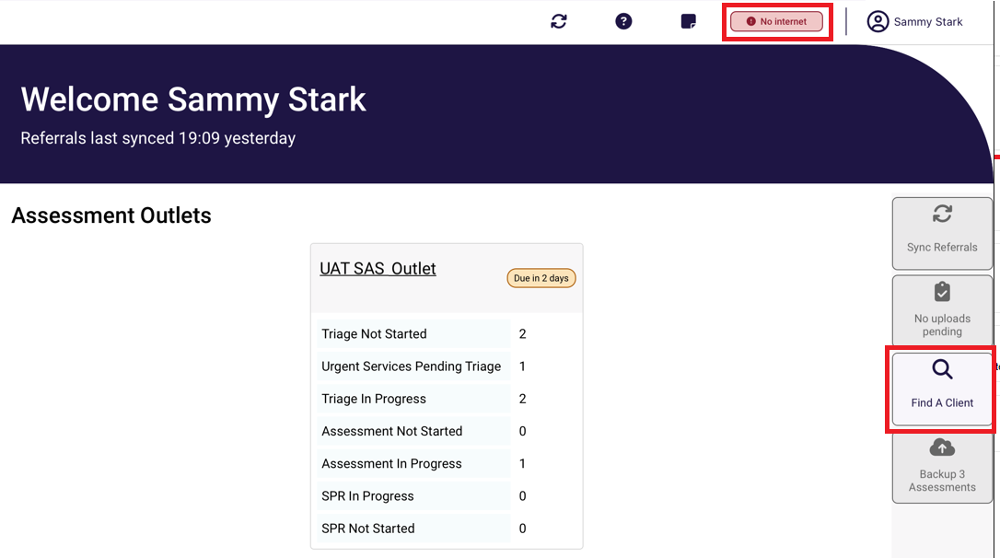 No internet
Sammy Stark
Welcome Sammy Stark
Referrals last synced 19:09 yesterday
Assessment Outlets
UAT SAS Outlet
Due in 2 days
Triage Not Started 2
Urgent Services Pending Triage 1
Triage In Progress 2
Assessment Not Started 0
Assessment In Progress 1
SPR In Progress 0
SPR Not Started 0
Sync Referrals
No uploads
pending
Find A Client
Backup 3
Assessments